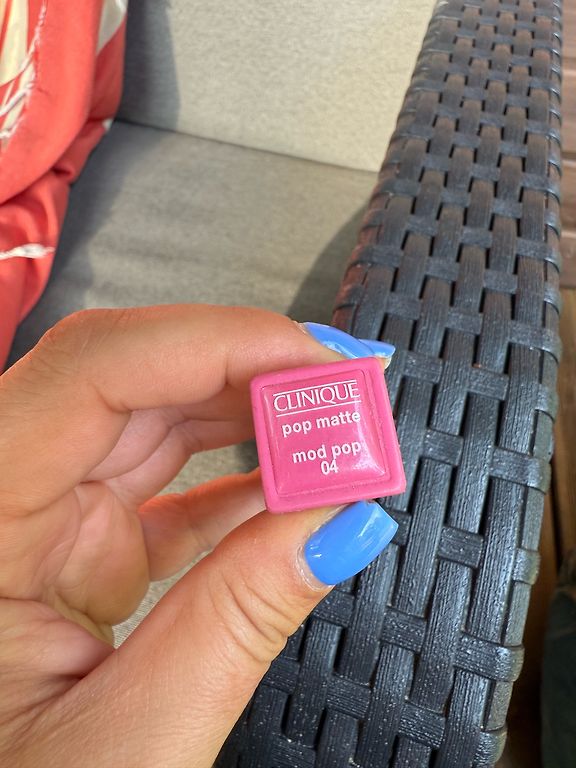 CLINIQUE
pop matte
mod pop
04